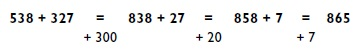 538 + 327 = 838 + 27 = 858 + 7 = 865
+ 300 + 20 + 7